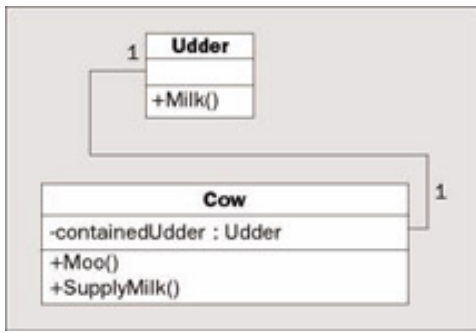 Udder
1
+Milk()
1
Cow
-containedUdder : Udder
+Moo()
+SupplyMilk()